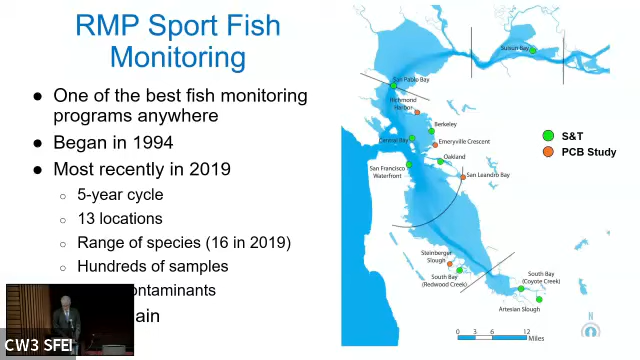 RMP Sport Fish
Monitoring
● One of the best fish monitoring
programs anywhere
● Began in 1994
● Most recently in 2019
○ 5-year cycle
○ 13 locations
○ Range of species (16 in 2019)
○ Hundreds of samples
ontaminants
ain
CW3 SFEI
Suisun Bay
San Pablo Bay
Richmond
Harbor
Berkeley
Central Bay
Emeryville Crescent
Oakland
San Francisco
Waterfront
San Leandro Bay
Steinberger
Slough
South Bay
(Redwood Creek)
South Bay
(Coyote Creek)
Artesian Slough
S&T
PCB Study
N
0 3 6 12
Miles